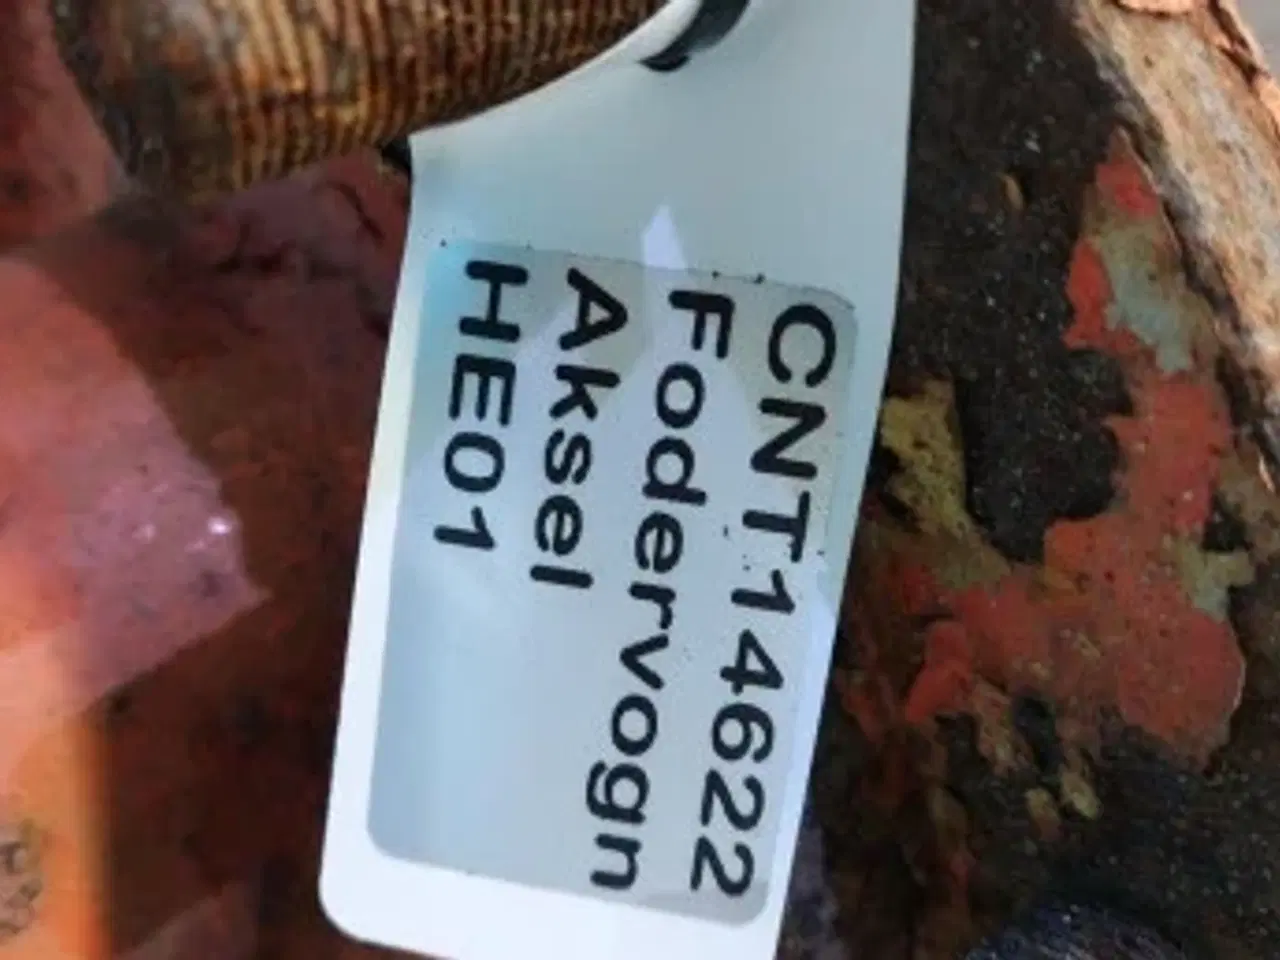 CNT14622
Fodervogn
Aksel
HE01